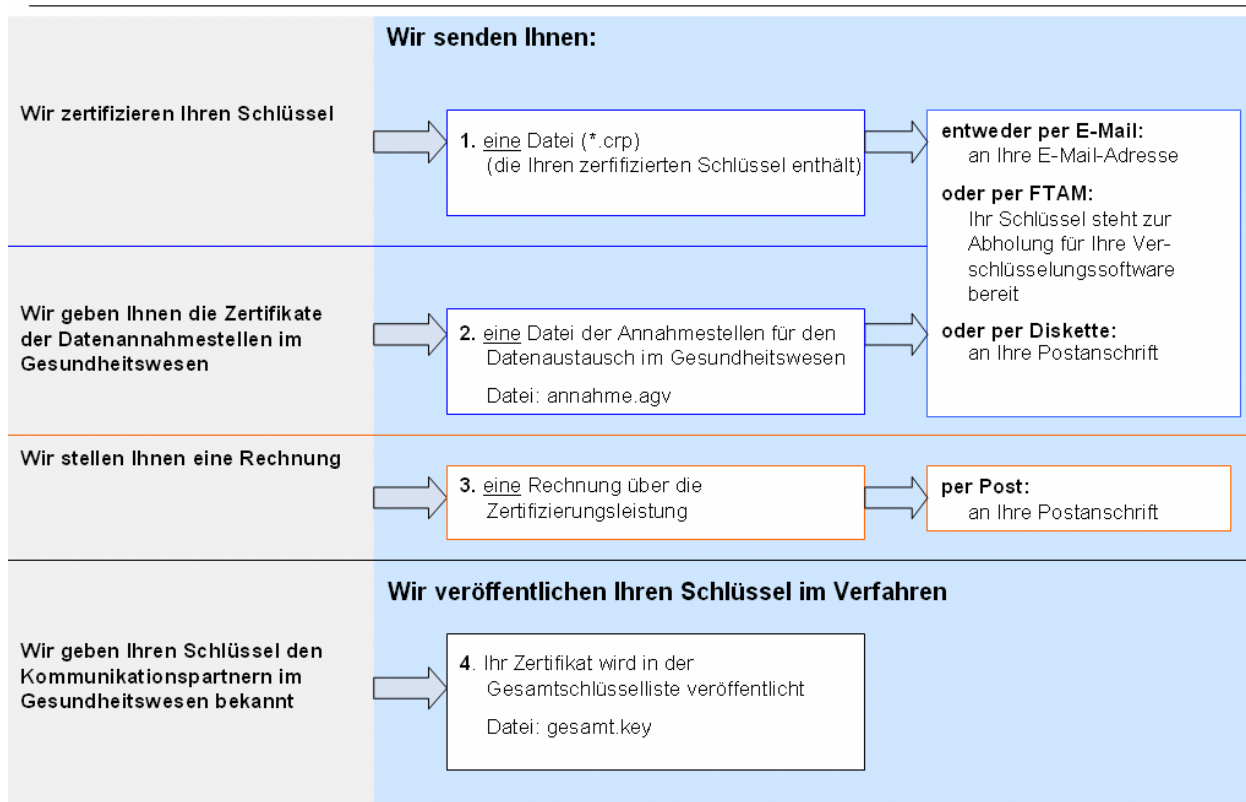 Wir senden Ihnen:
Wir zertifizieren Ihren Schlüssel
1. eine Datei (*.crp)
(die Ihren zerfifizierten Schlüssel enthält)
entweder per E-Mail:
an Ihre E-Mail-Adresse
oder per FTAM:
Ihr Schlüssel steht zur
Abholung für Ihre Ver-
schlüsselungssoftware
bereit
oder per Diskette:
an Ihre Postanschrift
Wir geben Ihnen die Zertifikate
der Datenannahmestellen im
Gesundheitswesen
2. eine Datei der Annahmestellen für den
Datenaustausch im Gesundheitswesen
Datei: annahme.agv
Wir stellen Ihnen eine Rechnung
3. eine Rechnung über die
Zertifizierungsleistung
per Post:
an Ihre Postanschrift
Wir veröffentlichen Ihren Schlüssel im Verfahren
Wir geben Ihren Schlüssel den
Kommunikationspartnern im
Gesundheitswesen bekannt
4. Ihr Zertifikat wird in der
Gesamtschlüsselliste veröffentlicht
Datei: gesamt.key